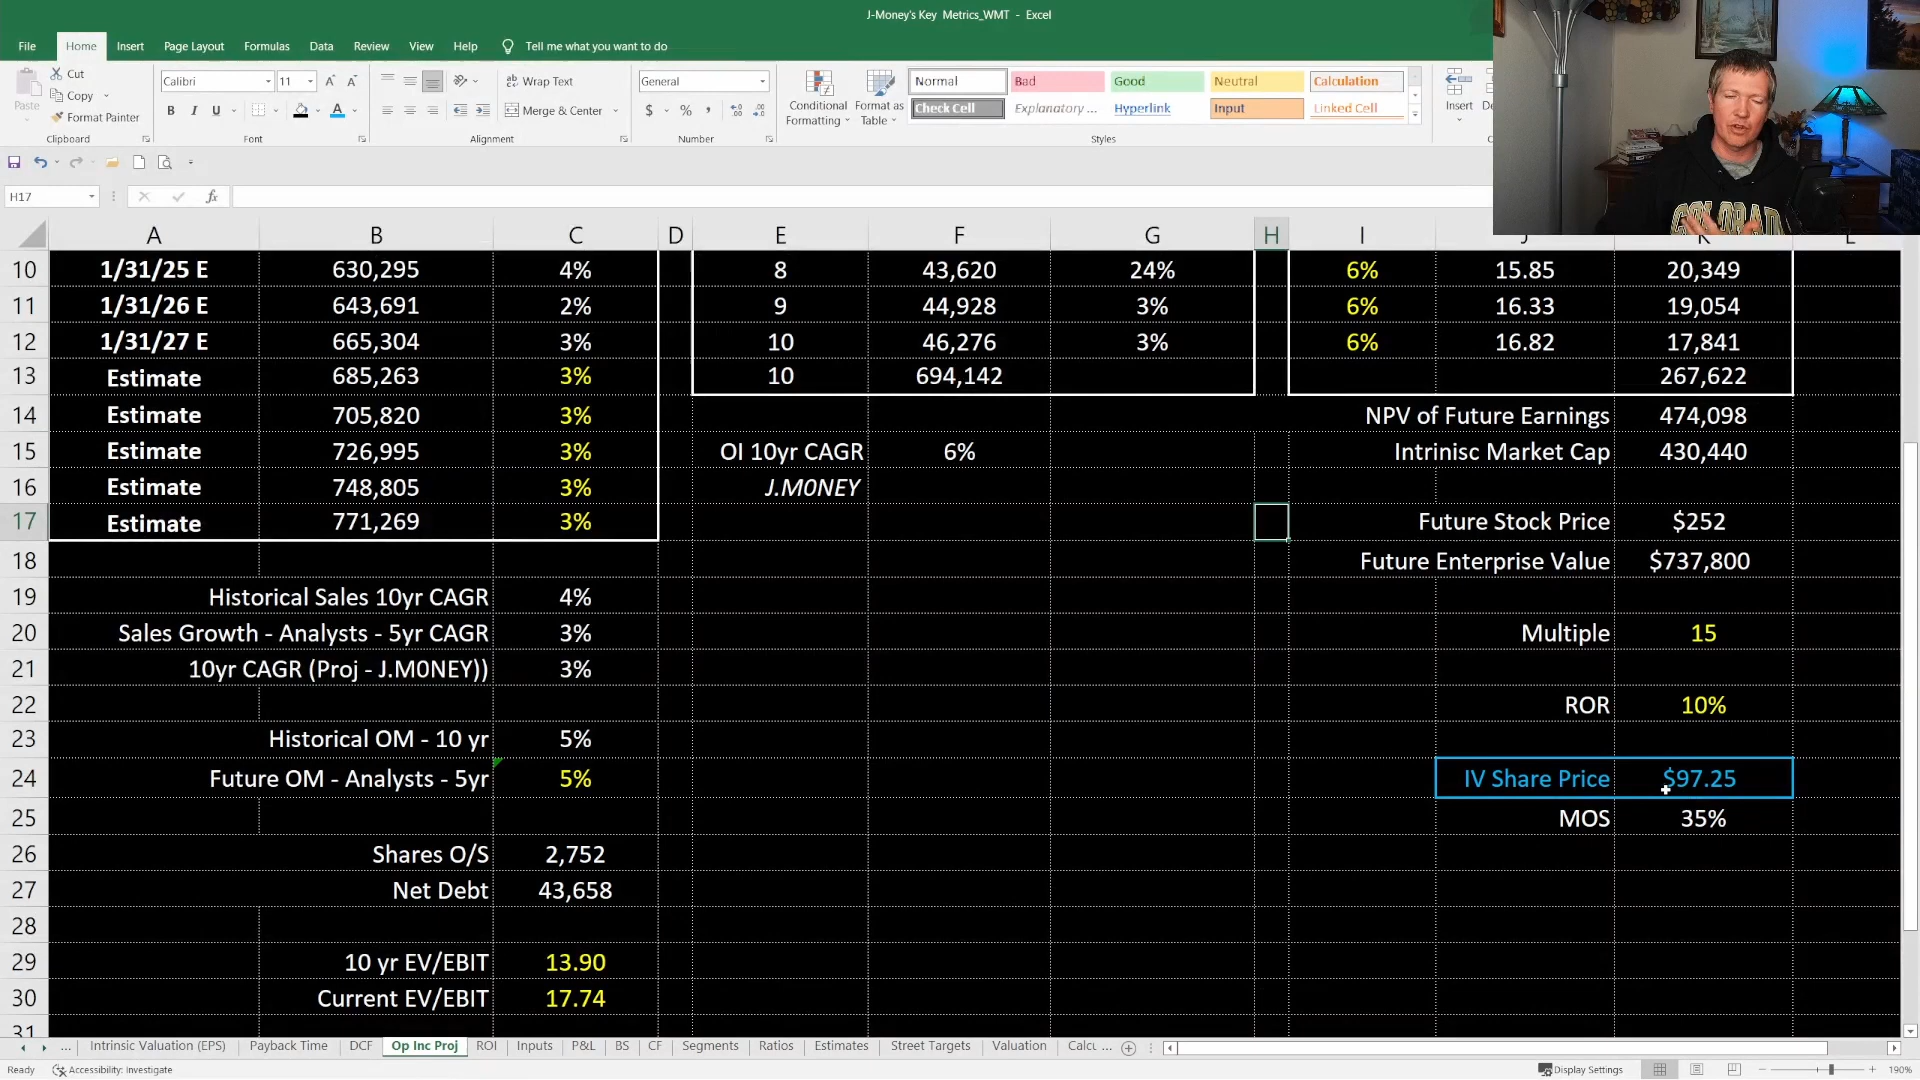 J-Money's Key Metrics_WMT - Excel
File Home Insert Page Layout Formulas Data Review View Help Tell me what you want to do
Paste
Cut
Copy
Format Painter
Clipboard
Calibri 11 A A
B I U A
Font
Wrap Text
Merge & Center
Alignment
General
$ % ,
Number
Conditional Formatting
Format as Table
Normal Bad Good Neutral Calculation
Check Cell Explanatory ... Hyperlink Input Linked Cell
Styles
Insert
H17 fx
A B C D E F G H I J K L
10 1/31/25 E 630,295 4% 8 43,620 24% 6% 15.85 20,349
11 1/31/26 E 643,691 2% 9 44,928 3% 6% 16.33 19,054
12 1/31/27 E 665,304 3% 10 46,276 3% 6% 16.82 17,841
13 Estimate 685,263 3% 10 694,142 267,622
14 Estimate 705,820 3% NPV of Future Earnings 474,098
15 Estimate 726,995 3% OI 10yr CAGR 6% Intrinisc Market Cap 430,440
16 Estimate 748,805 3% J.M0NEY
17 Estimate 771,269 3% Future Stock Price $252
18 Future Enterprise Value $737,800
19 Historical Sales 10yr CAGR 4%
20 Sales Growth - Analysts - 5yr CAGR 3% Multiple 15
21 10yr CAGR (Proj - J.M0NEY)) 3%
22 ROR 10%
23 Historical OM - 10 yr 5%
24 Future OM - Analysts - 5yr 5% IV Share Price $97.25
25 MOS 35%
26 Shares O/S 2,752
27 Net Debt 43,658
28
29 10 yr EV/EBIT 13.90
30 Current EV/EBIT 17.74
31
... Intrinsic Valuation (EPS) Payback Time DCF Op Inc Proj ROI Inputs P&L BS CF Segments Ratios Estimates Street Targets Valuation Calcu ...
Ready Accessibility: Investigate Display Settings 190%